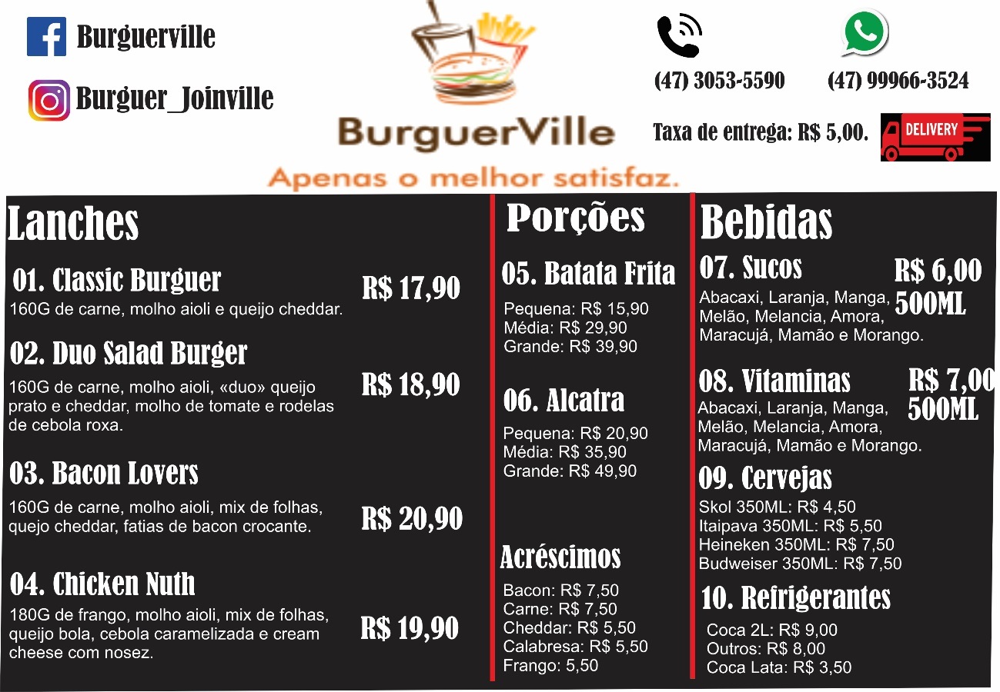 Burguerville
Burguer_Joinville
BurguerVille
Apenas o melhor satisfaz.
(47) 3053-5590
(47) 99966-3524
Taxa de entrega: R$ 5,00.
DELIVERY
Lanches
01. Classic Burguer
R$ 17,90
160G de carne, molho aioli e queijo cheddar.
02. Duo Salad Burger
R$ 18,90
160G de carne, molho aioli, «duo» queijo
prato e cheddar, molho de tomate e rodelas
de cebola roxa.
03. Bacon Lovers
160G de carne, molho aioli, mix de folhas,
quejo cheddar, fatias de bacon crocante.
R$ 20,90
04. Chicken Nuth
180G de frango, molho aioli, mix de folhas,
queijo bola, cebola caramelizada e cream
cheese com nosez.
R$ 19,90
Porções
05. Batata Frita
Pequena: R$ 15,90
Média: R$ 29,90
Grande: R$ 39,90
06. Alcatra
Pequena: R$ 20,90
Média: R$ 35,90
Grande: R$ 49,90
Acréscimos
Bacon: R$ 7,50
Carne: R$ 7,50
Cheddar: R$ 5,50
Calabresa: R$ 5,50
Frango: 5,50
Bebidas
07. Sucos
R$ 6,00
500ML
Abacaxi, Laranja, Manga,
Melão, Melancia, Amora,
Maracujá, Mamão e Morango.
08. Vitaminas
R$ 7,00
500ML
Abacaxi, Laranja, Manga,
Melão, Melancia, Amora,
Maracujá, Mamão e Morango.
09. Cervejas
Skol 350ML: R$ 4,50
Itaipava 350ML: R$ 5,50
Heineken 350ML: R$ 7,50
Budweiser 350ML: R$ 7,50
10. Refrigerantes
Coca 2L: R$ 9,00
Outros: R$ 8,00
Coca Lata: R$ 3,50